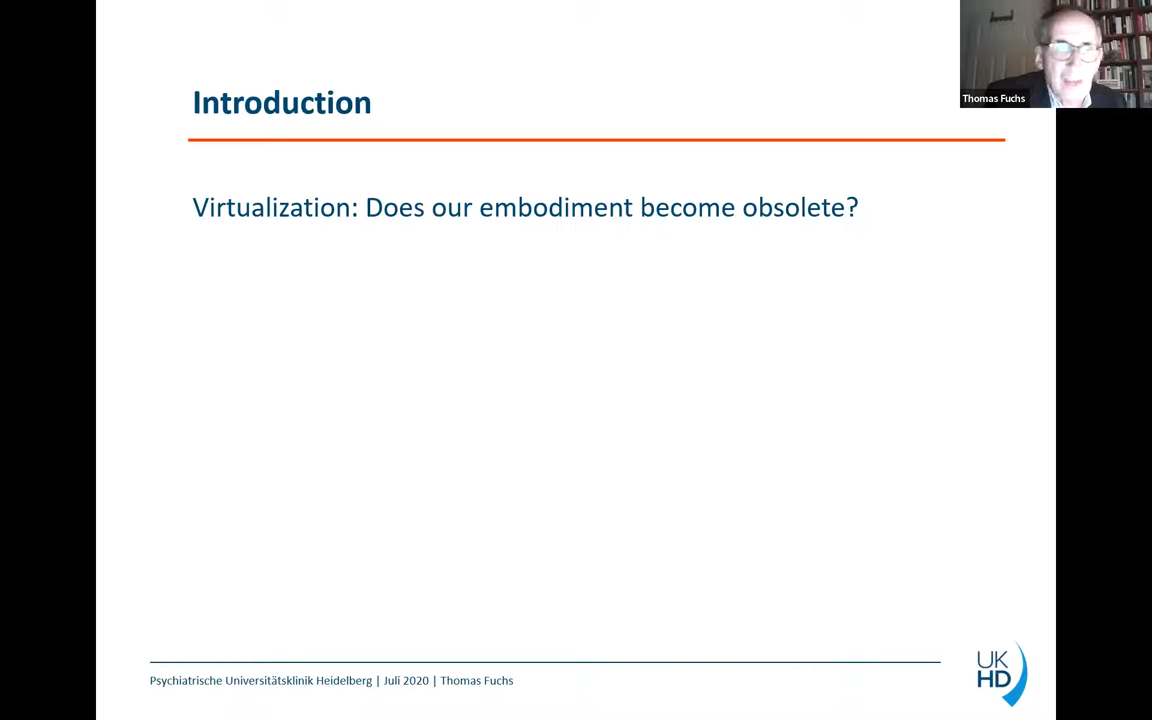 Introduction
Thomas Fuchs
Virtualization: Does our embodiment become obsolete?
Psychiatrische Universitätsklinik Heidelberg | Juli 2020 | Thomas Fuchs
UK
HD